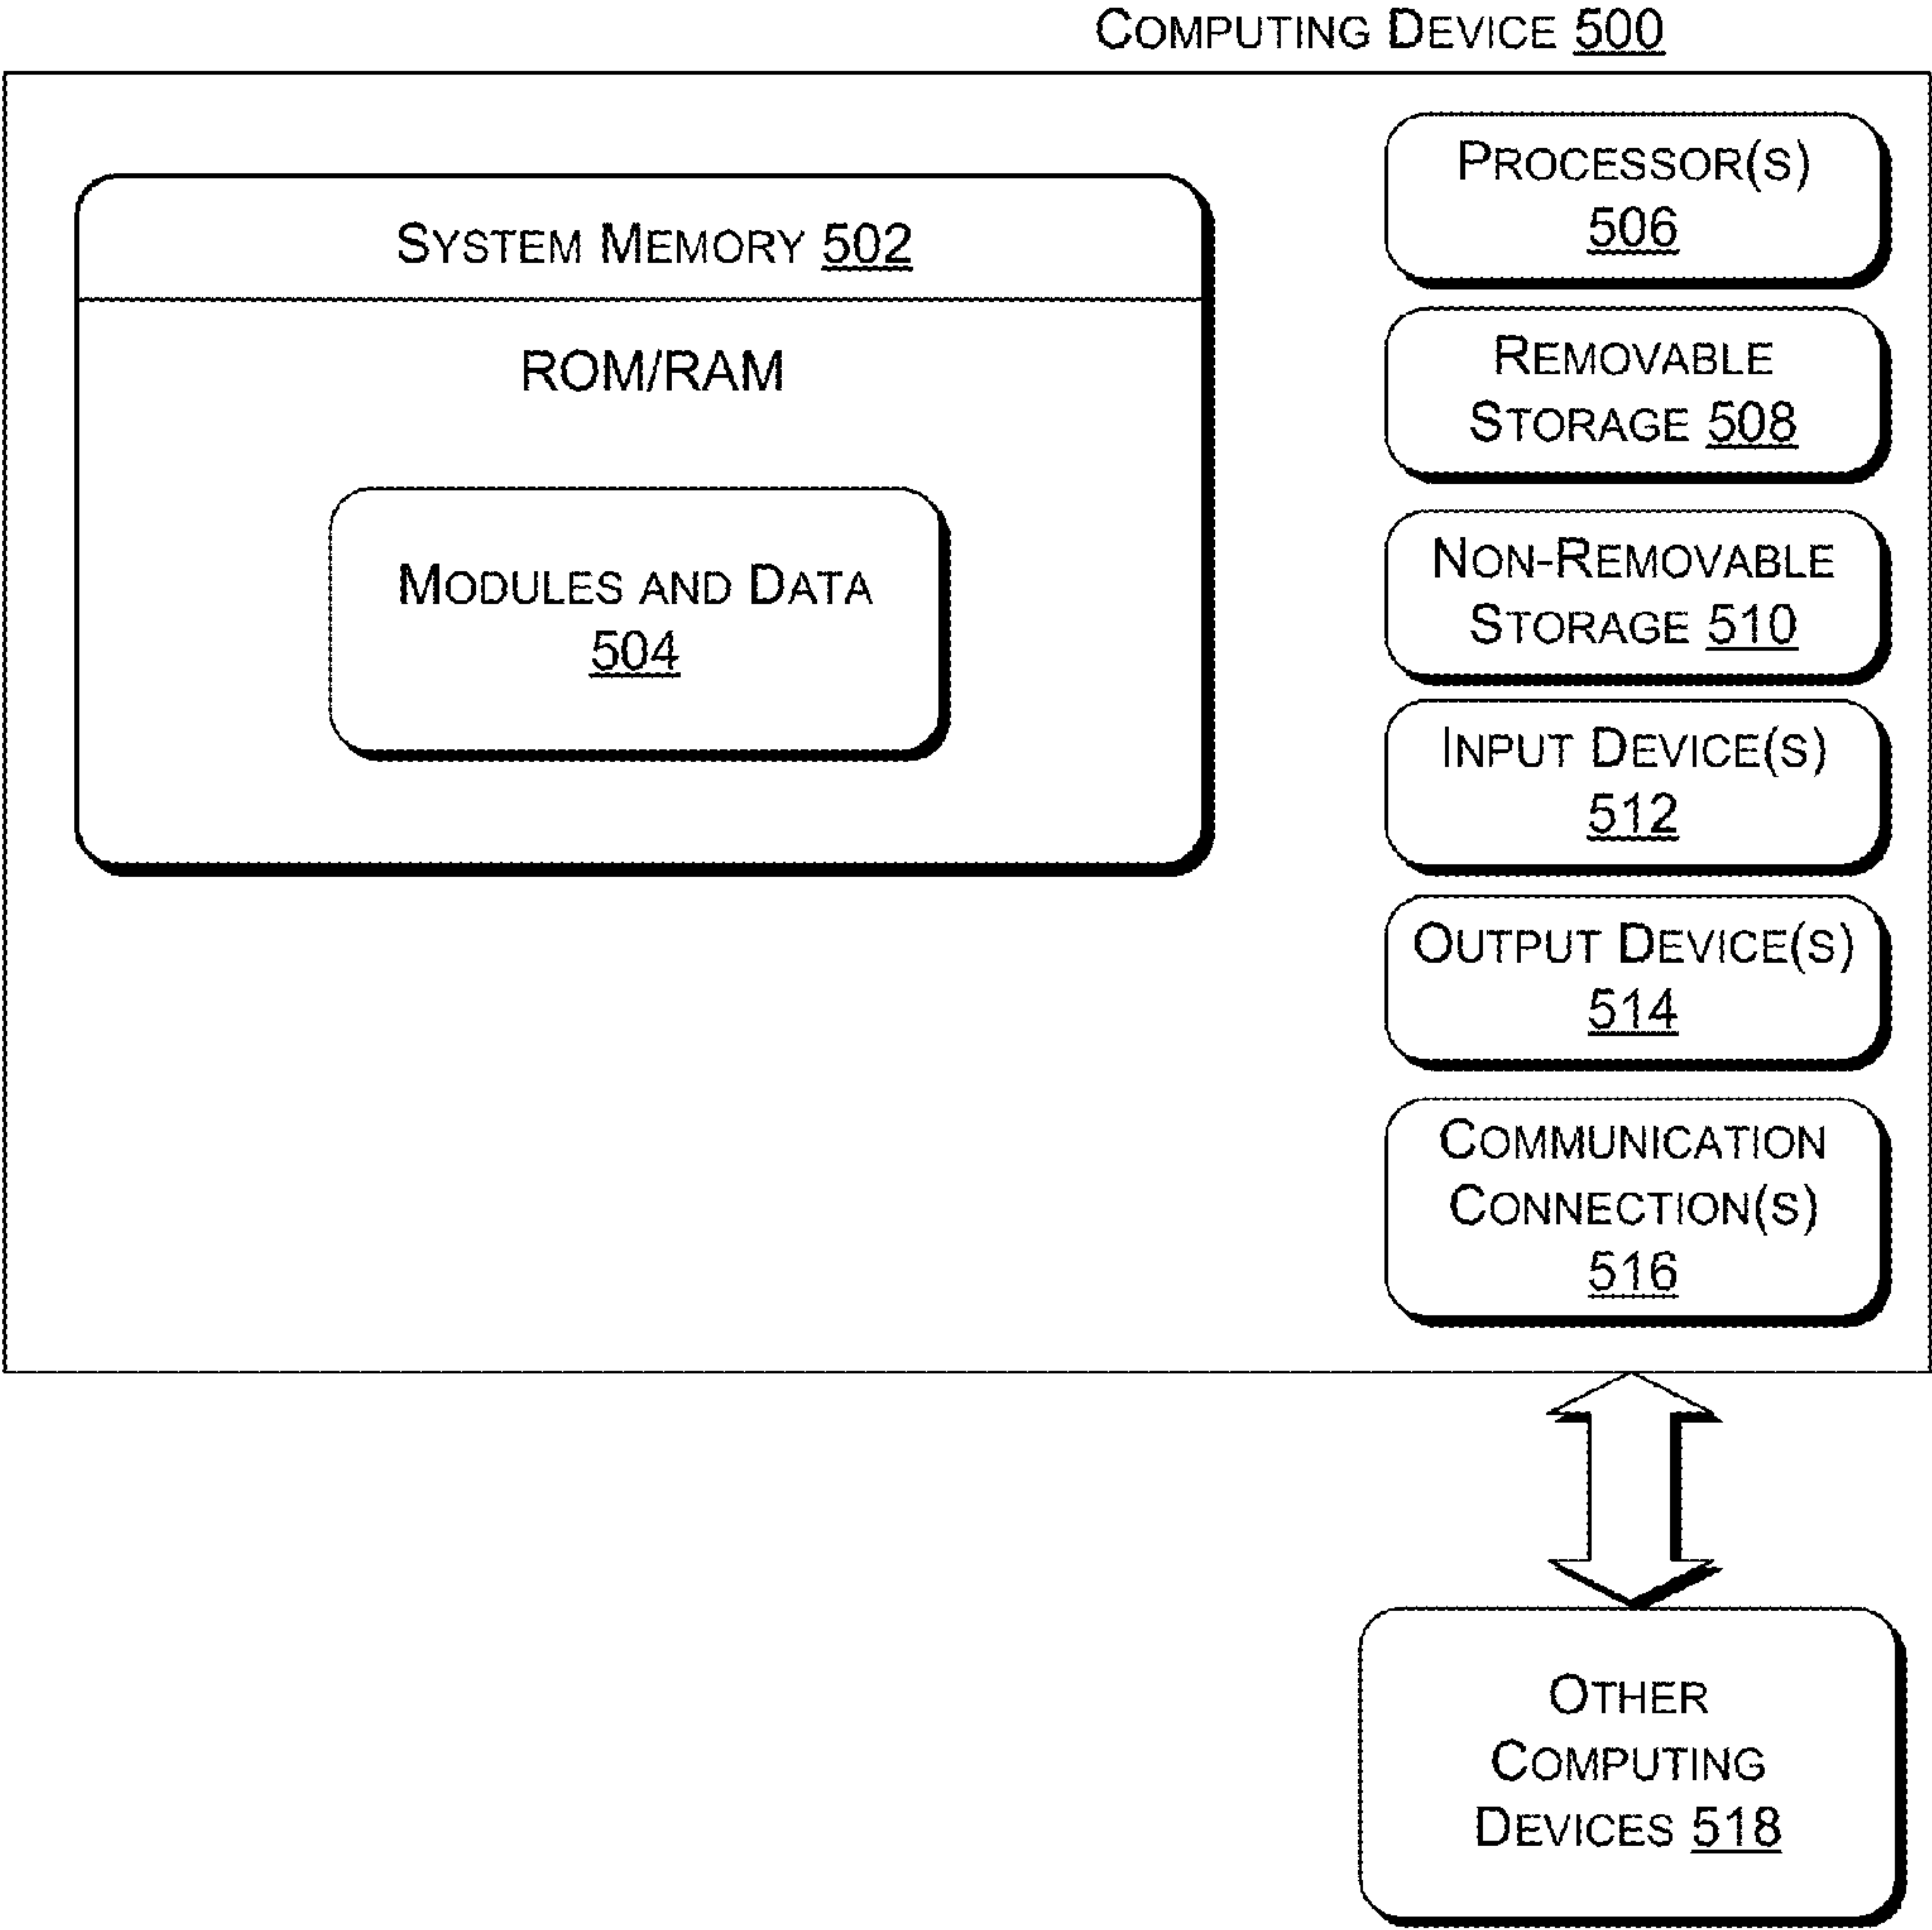 COMPUTING DEVICE 500
SYSTEM MEMORY 502
ROM/RAM
MODULES AND DATA
504
PROCESSOR(S)
506
REMOVABLE
STORAGE 508
NON-REMOVABLE
STORAGE 510
INPUT DEVICE(S)
512
OUTPUT DEVICE(S)
514
COMMUNICATION
CONNECTION(S)
516
OTHER
COMPUTING
DEVICES 518